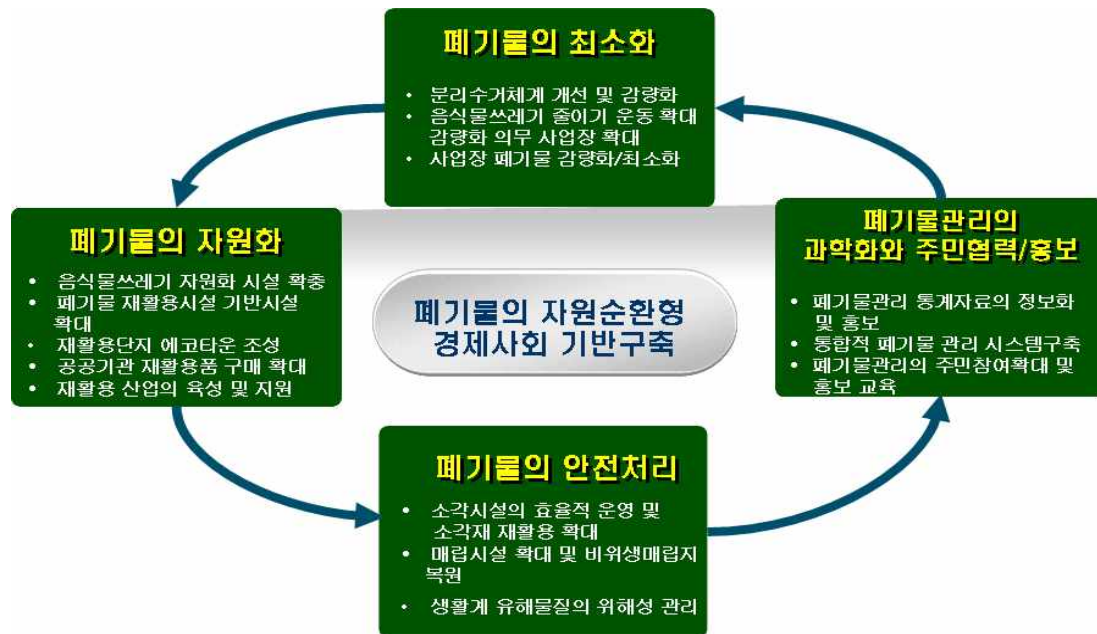 폐기물의 최소화
• 분리수거체계 개선 및 감량화
• 음식물쓰레기 줄이기 운동 확대
감량화 의무 사업장 확대
• 사업장 폐기물 감량화/최소화
폐기물의 자원화
• 음식물쓰레기 자원화 시설 확충
• 폐기물 재활용시설 기반시설
확대
• 재활용단지 에코타운 조성
• 공공기관 재활용품 구매 확대
• 재활용 산업의 육성 및 지원
폐기물의 자원순환형
경제사회 기반구축
폐기물관리의
과학화와 주민협력/홍보
• 폐기물관리 통계자료의 정보화
및 홍보
• 통합적 폐기물 관리 시스템구축
• 폐기물관리의 주민참여확대 및
홍보 교육
폐기물의 안전처리
• 소각시설의 효율적 운영 및
소각재 재활용 확대
• 매립시설 확대 및 비위생매립지
복원
• 생활계 유해물질의 위해성 관리